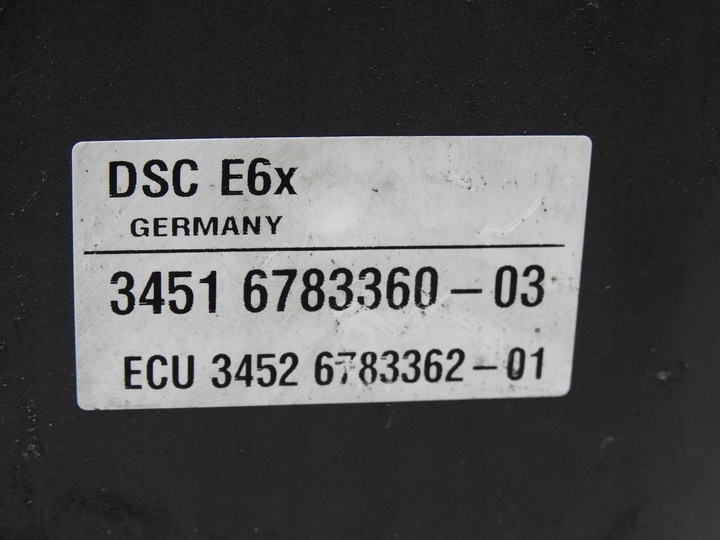 DSC E6x
GERMANY
3451 6783360-03
ECU 3452 6783362-01